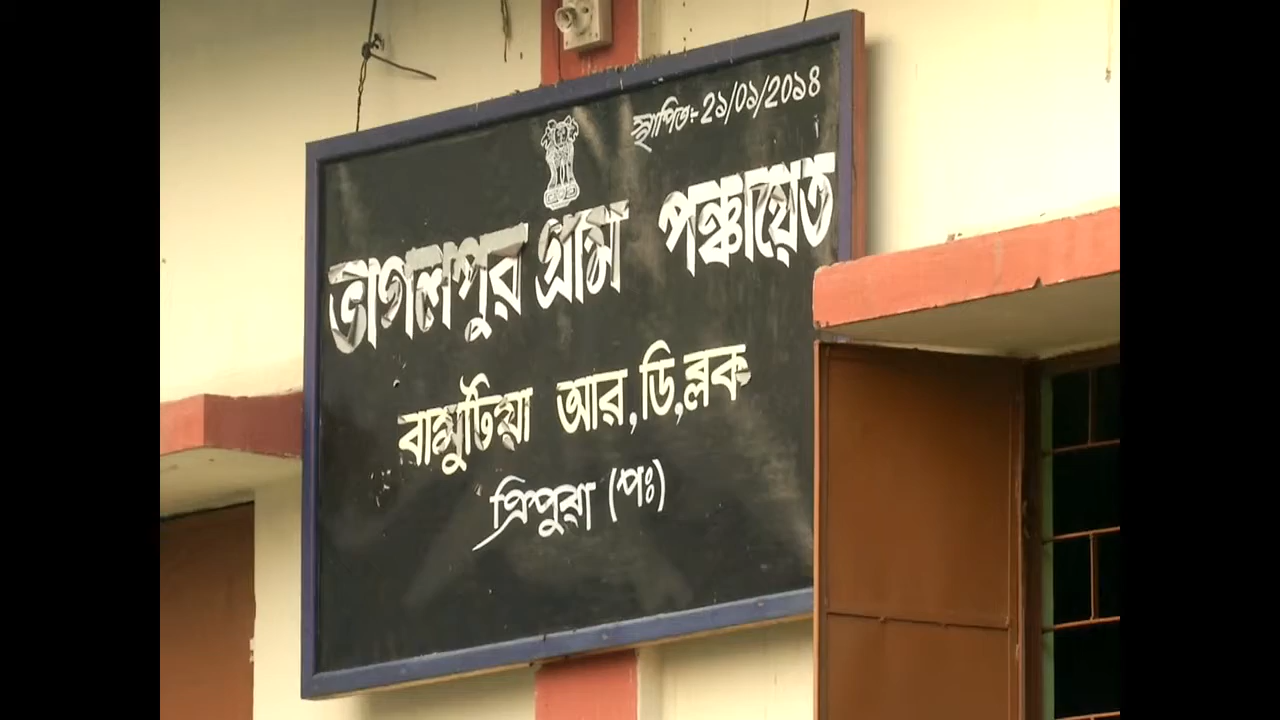 স্থাপিত:- ২১/০১/২০১৪
ভাগলপুর গ্রাম পঞ্চায়েত
বামুটিয়া আর,ডি,ব্লক
ত্রিপুরা (পঃ)